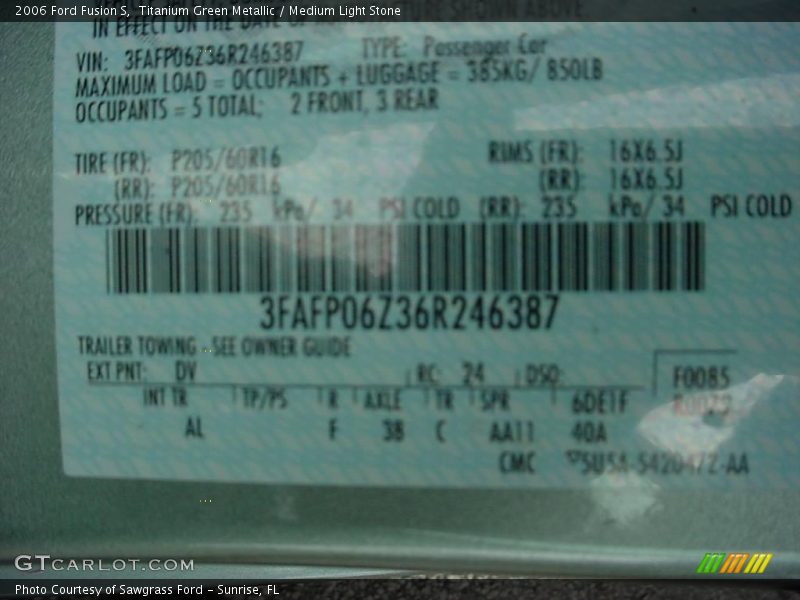 2006 Ford Fusion S,  Titanium Green Metallic / Medium Light Stone
IN EFFECT ON THE DATE OF
VIN: 3FAFP06Z36R246387 TYPE: Passenger Car
MAXIMUM LOAD = OCCUPANTS + LUGGAGE = 385KG/ 850LB
OCCUPANTS = 5 TOTAL; 2 FRONT, 3 REAR
TIRE (FR): P205/60R16 RIMS (FR): 16X6.5J
(RR): P205/60R16 (RR): 16X6.5J
PRESSURE (FR): 235 kPa/ 34 PSI COLD (RR): 235 kPa/ 34 PSI COLD
3FAFP06Z36R246387
TRAILER TOWING - SEE OWNER GUIDE
EXT PNT: DV RC: 24 DSO: F0085
INT TR TP/PS R AXLE TR SPR 6DE1F
AL F 38 C AA11 40A
CMC 5U5A-5420472-AA
GTCARLOT.COM
Photo Courtesy of Sawgrass Ford – Sunrise, FL